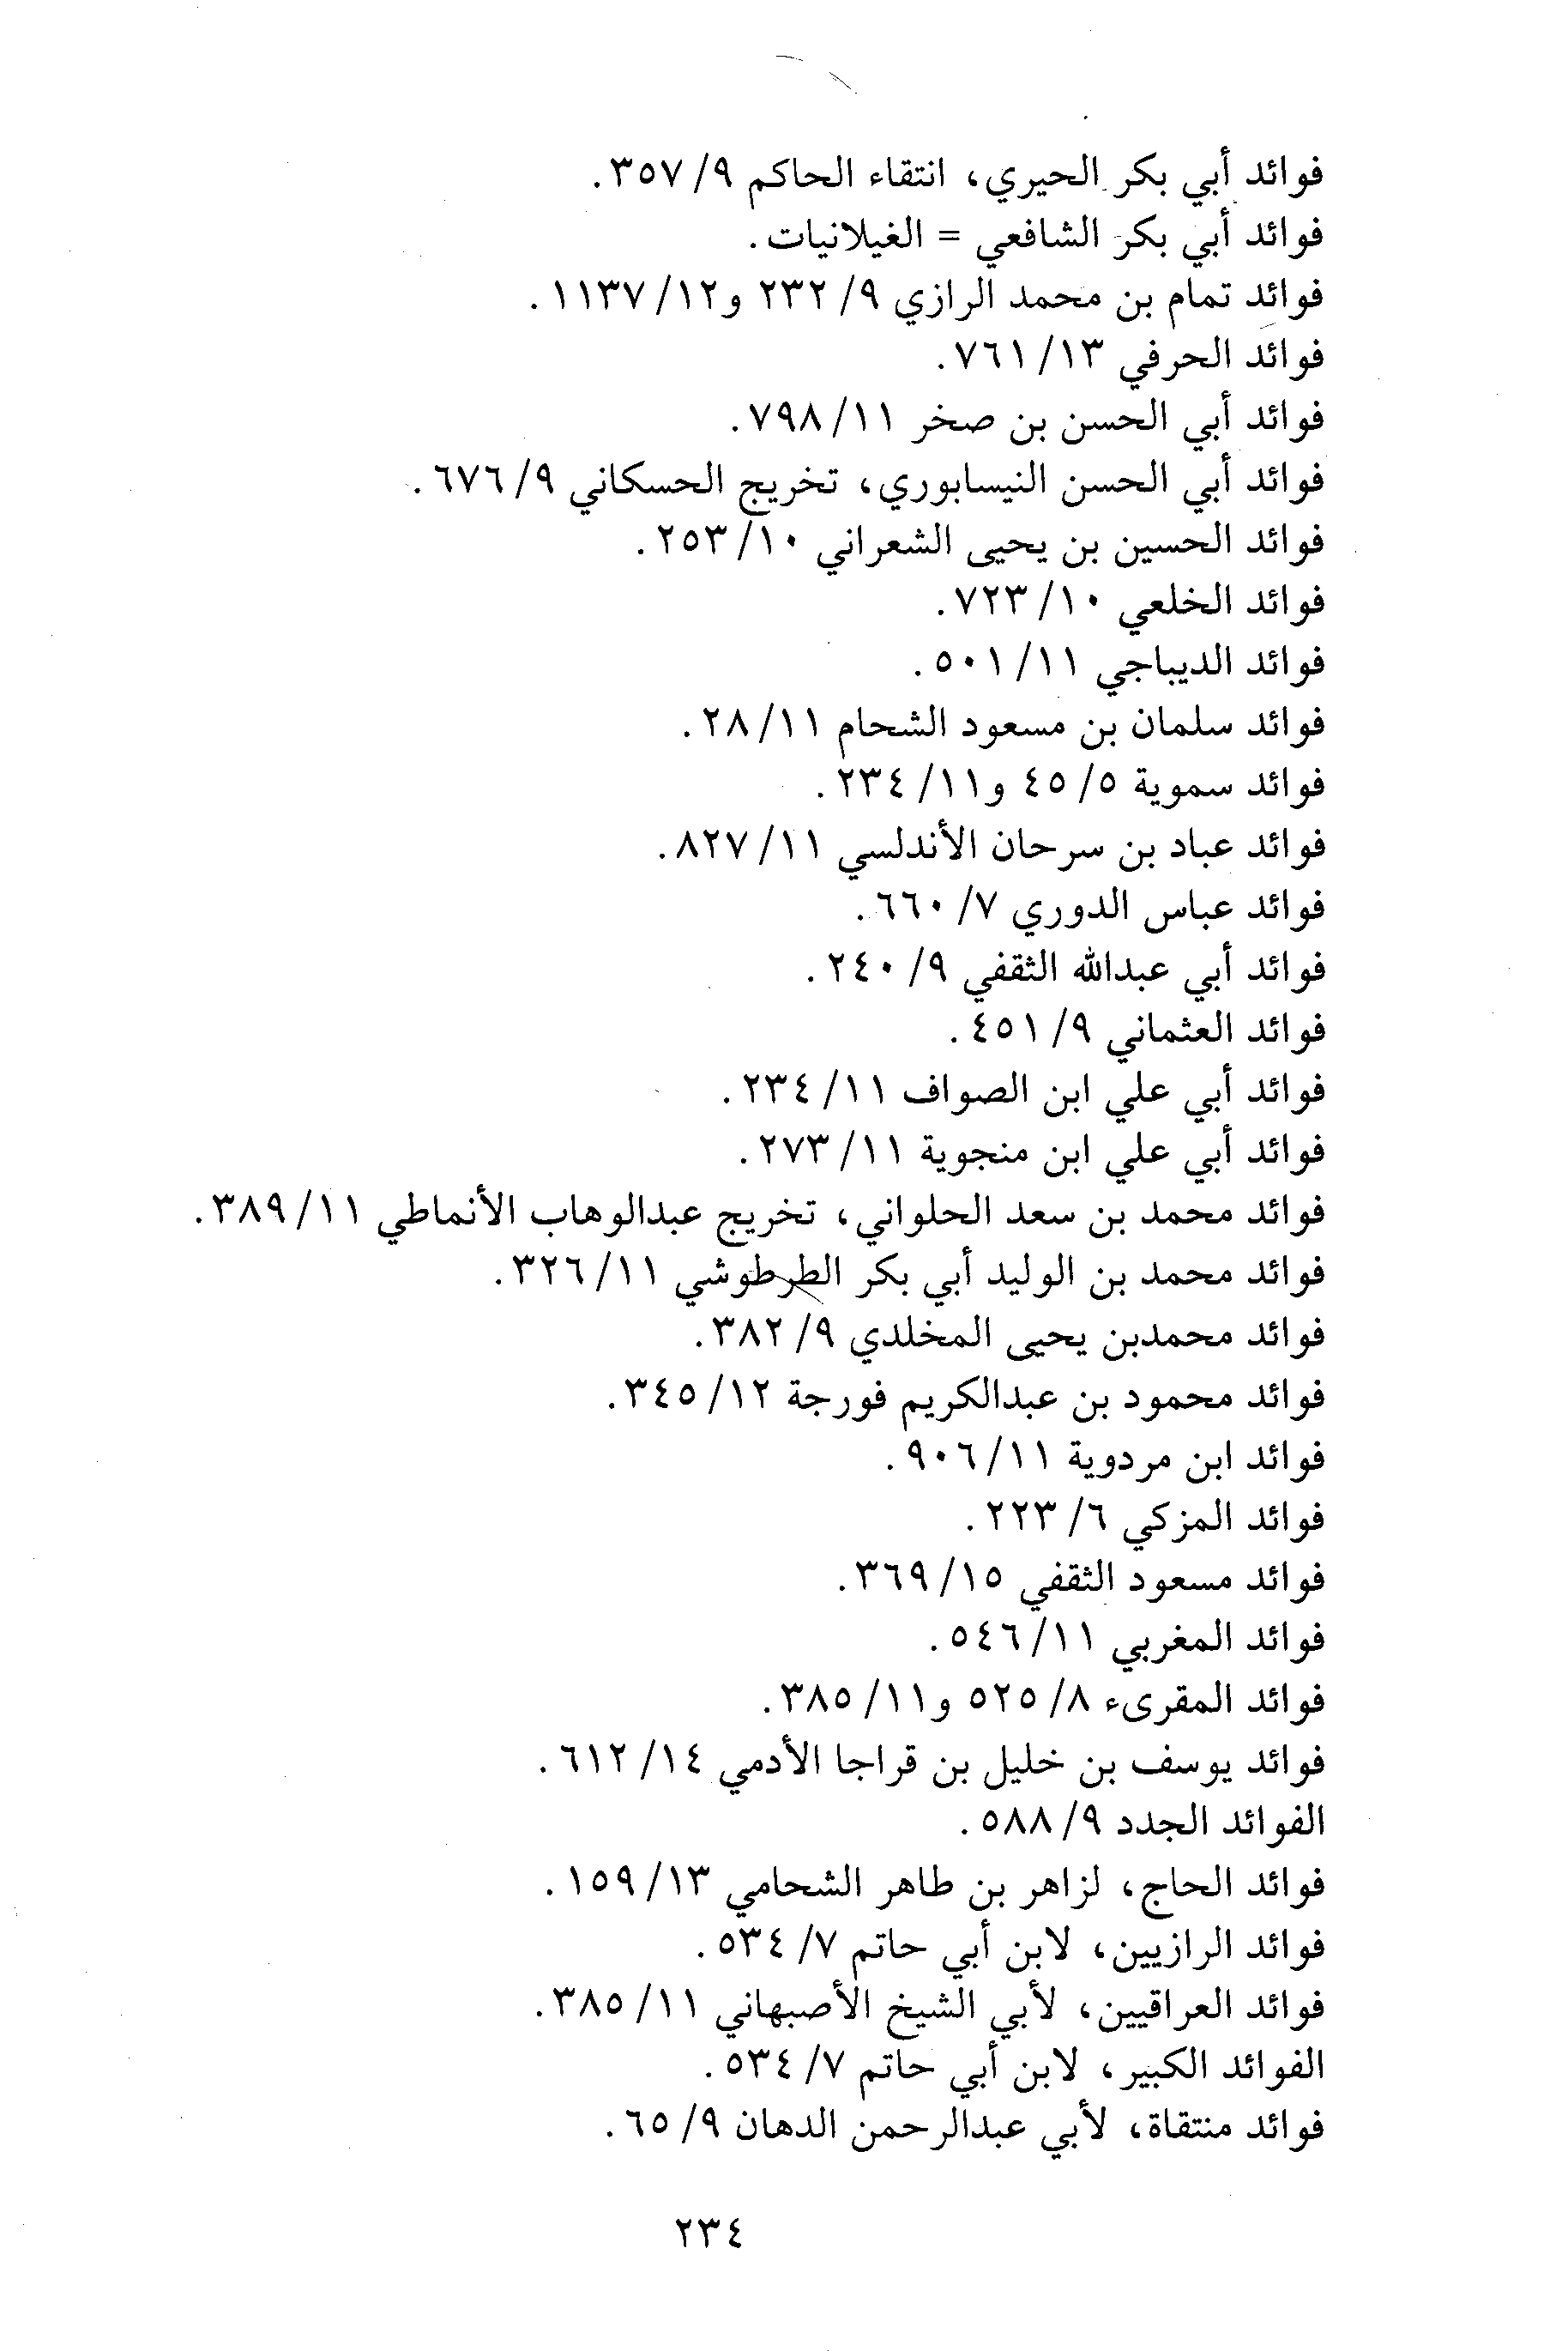 فوائد أبي بكر الحيري، انتقاء الحاكم ٩/ ٣٥٧.
فوائد أبي بكر الشافعي = الغيلانيات.
فوائد تمام بن محمد الرازي ٩/ ٢٣٢ و١٢/ ١١٣٧.
فوائد الحرفي ١٣/ ٧٦١.
فوائد أبي الحسن بن صخر ١١/ ٧٩٨.
فوائد أبي الحسن النيسابوري، تخريج الحسكاني ٩/ ٦٧٦.
فوائد الحسين بن يحيى الشعراني ١٠/ ٢٥٣.
فوائد الخلعي ١٠/ ٧٢٣.
فوائد الديباجي ١١/ ٥٠١.
فوائد سلمان بن مسعود الشحام ١١/ ٢٨.
فوائد سموية ٥/ ٤٥ و١١/ ٢٣٤.
فوائد عباد بن سرحان الأندلسي ١١/ ٨٢٧.
فوائد عباس الدوري ٧/ ٦٦٠.
فوائد أبي عبدالله الثقفي ٩/ ٢٤٠.
فوائد العثماني ٩/ ٤٥١.
فوائد أبي علي ابن الصواف ١١/ ٢٣٤.
فوائد أبي علي ابن منجوية ١١/ ٢٧٣.
فوائد محمد بن سعد الحلواني، تخريج عبدالوهاب الأنماطي ١١/ ٣٨٩.
فوائد محمد بن الوليد أبي بكر الطرطوشي ١١/ ٣٢٦.
فوائد محمدبن يحيى المخلدي ٩/ ٣٨٢.
فوائد محمود بن عبدالكريم فورجة ١٢/ ٣٤٥.
فوائد ابن مردوية ١١/ ٩٠٦.
فوائد المزكي ٦/ ٢٢٣.
فوائد مسعود الثقفي ١٥/ ٣٦٩.
فوائد المغربي ١١/ ٥٤٦.
فوائد المقرىء ٨/ ٥٢٥ و١١/ ٣٨٥.
فوائد يوسف بن خليل بن قراجا الأدمي ١٤/ ٦١٢.
الفوائد الجدد ٩/ ٥٨٨.
فوائد الحاج، لزاهر بن طاهر الشحامي ١٣/ ١٥٩.
فوائد الرازيين، لابن أبي حاتم ٧/ ٥٣٤.
فوائد العراقيين، لأبي الشيخ الأصبهاني ١١/ ٣٨٥.
الفوائد الكبير، لابن أبي حاتم ٧/ ٥٣٤.
فوائد منتقاة، لأبي عبدالرحمن الدهان ٩/ ٦٥.
٢٣٤